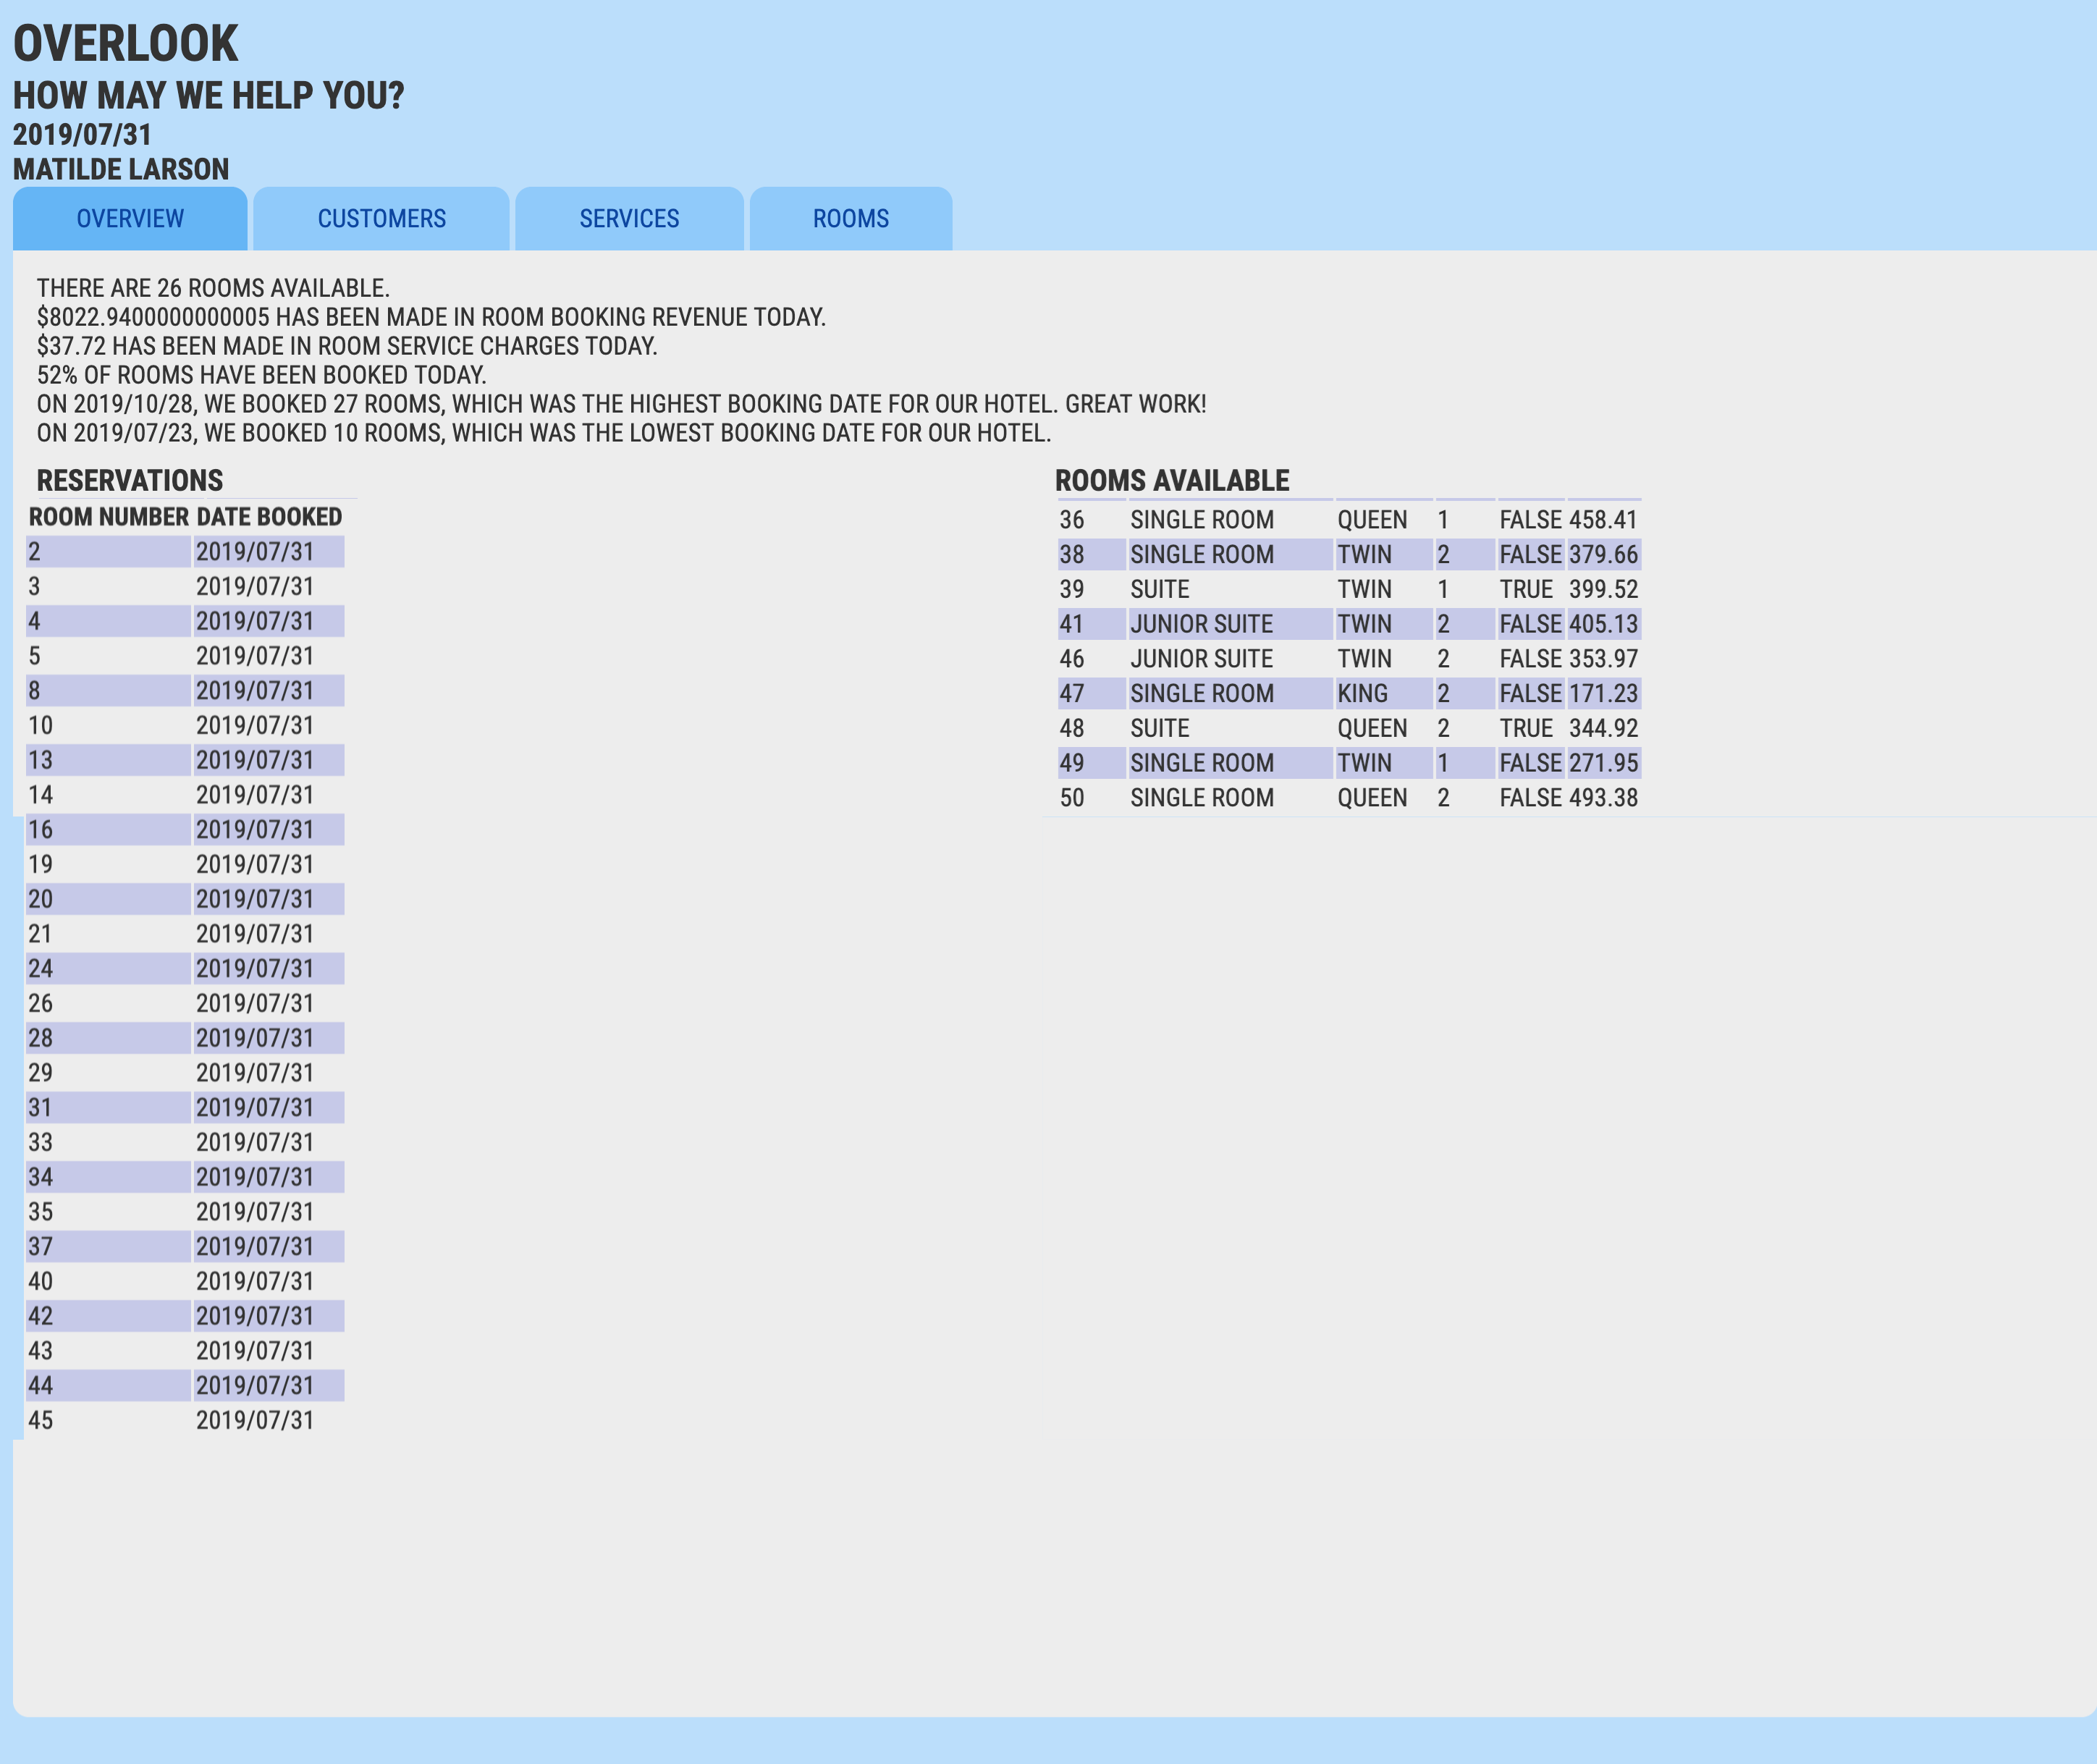 OVERLOOK
HOW MAY WE HELP YOU?
2019/07/31
MATILDE LARSON
OVERVIEW CUSTOMERS SERVICES ROOMS
THERE ARE 26 ROOMS AVAILABLE.
$8022.9400000000005 HAS BEEN MADE IN ROOM BOOKING REVENUE TODAY.
$37.72 HAS BEEN MADE IN ROOM SERVICE CHARGES TODAY.
52% OF ROOMS HAVE BEEN BOOKED TODAY.
ON 2019/10/28, WE BOOKED 27 ROOMS, WHICH WAS THE HIGHEST BOOKING DATE FOR OUR HOTEL. GREAT WORK!
ON 2019/07/23, WE BOOKED 10 ROOMS, WHICH WAS THE LOWEST BOOKING DATE FOR OUR HOTEL.
RESERVATIONS
ROOM NUMBER DATE BOOKED
2 2019/07/31
3 2019/07/31
4 2019/07/31
5 2019/07/31
8 2019/07/31
10 2019/07/31
13 2019/07/31
14 2019/07/31
16 2019/07/31
19 2019/07/31
20 2019/07/31
21 2019/07/31
24 2019/07/31
26 2019/07/31
28 2019/07/31
29 2019/07/31
31 2019/07/31
33 2019/07/31
34 2019/07/31
35 2019/07/31
37 2019/07/31
40 2019/07/31
42 2019/07/31
43 2019/07/31
44 2019/07/31
45 2019/07/31
ROOMS AVAILABLE
36 SINGLE ROOM QUEEN 1 FALSE 458.41
38 SINGLE ROOM TWIN 2 FALSE 379.66
39 SUITE TWIN 1 TRUE 399.52
41 JUNIOR SUITE TWIN 2 FALSE 405.13
46 JUNIOR SUITE TWIN 2 FALSE 353.97
47 SINGLE ROOM KING 2 FALSE 171.23
48 SUITE QUEEN 2 TRUE 344.92
49 SINGLE ROOM TWIN 1 FALSE 271.95
50 SINGLE ROOM QUEEN 2 FALSE 493.38